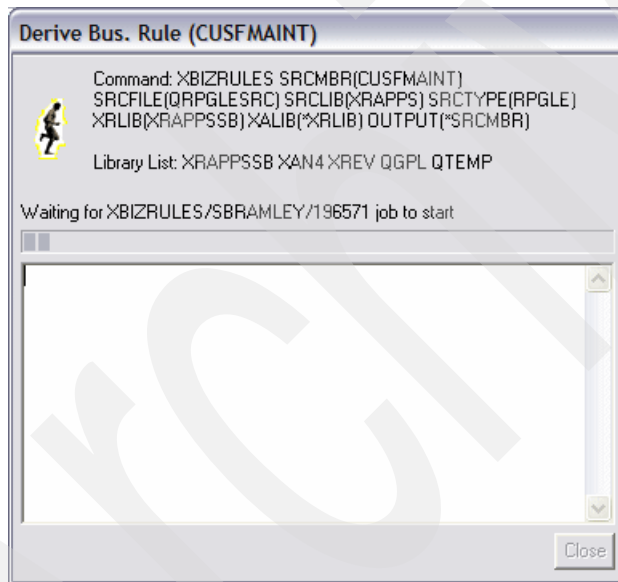 Derive Bus. Rule (CUSFMAINT)
Command: XBIZRULES SRCMBR(CUSFMAINT)
SRCFILE(QRPGLESRC) SRCLIB(XRAPPS) SRCTYPE(RPGLE)
XRLIB(XRAPPSSB) XALIB(*XRLIB) OUTPUT(*SRCMBR)
Library List: XRAPPSSB XAN4 XREV QGPL QTEMP
Waiting for XBIZRULES/SBRAMLEY/196571 job to start
Close